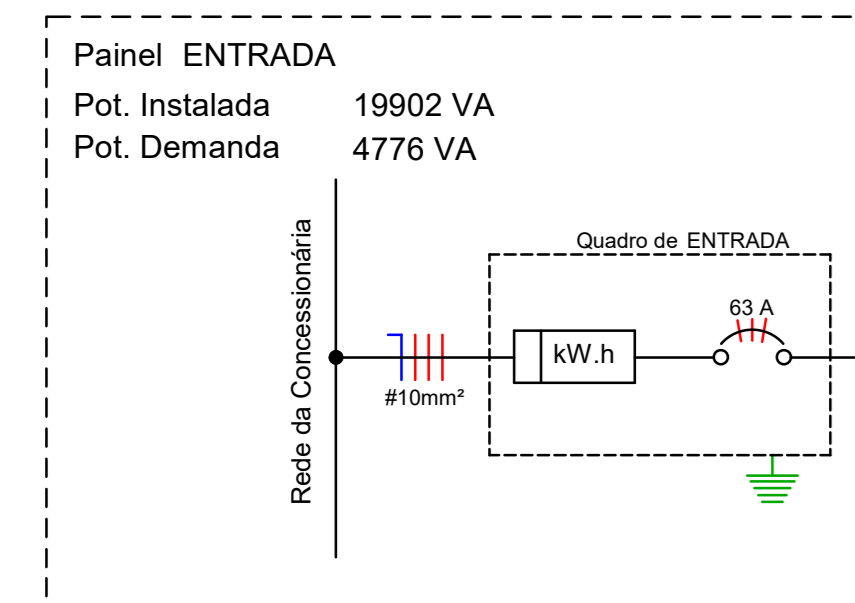 Painel ENTRADA
Pot. Instalada 19902 VA
Pot. Demanda 4776 VA
Rede da Concessionária
#10mm²
Quadro de ENTRADA
kW.h
63 A